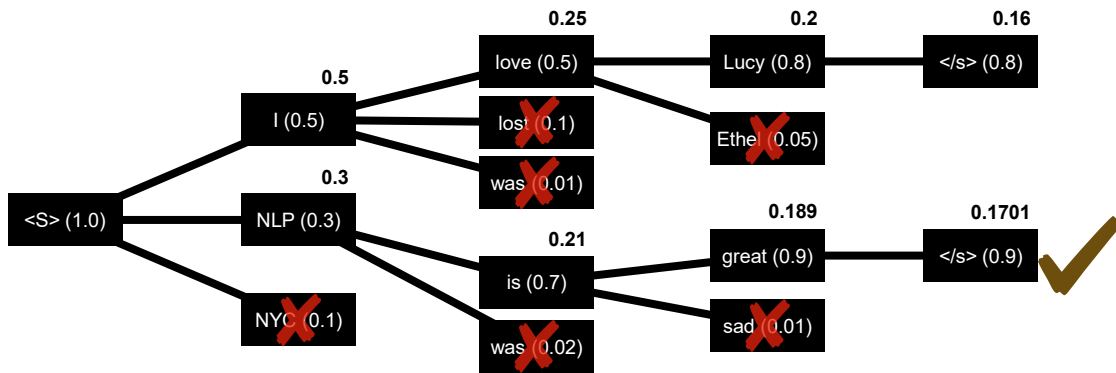 0.25
0.2
0.16
love (0.5)
Lucy (0.8)
</s> (0.8)
0.5
I (0.5)
lost (0.1)
Ethel (0.05)
was (0.01)
0.3
<S> (1.0)
NLP (0.3)
0.189
0.1701
0.21
great (0.9)
</s> (0.9)
is (0.7)
NYC (0.1)
sad (0.01)
was (0.02)